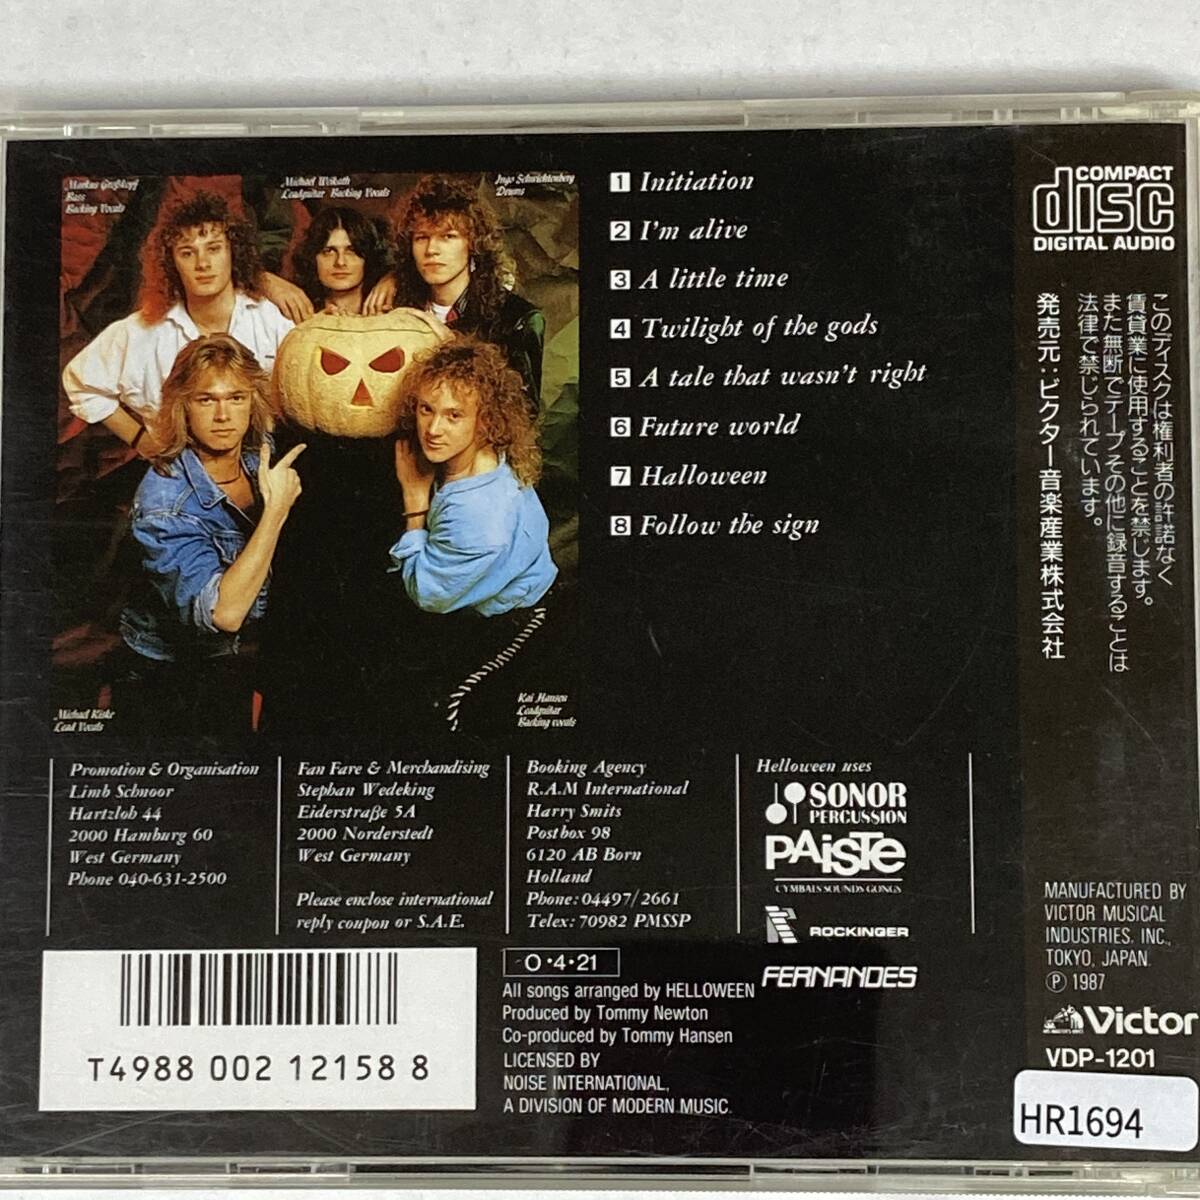 Markus Großkopf
Bass
Backing Vocals
Michael Weikath
Leadguitar Backing Vocals
Ingo Schwichtenberg
Drums
Michael Kiske
Lead Vocals
Kai Hansen
Leadguitar
Backing vocals
1 Initiation
2 I'm alive
3 A little time
4 Twilight of the gods
5 A tale that wasn't right
6 Future world
7 Halloween
8 Follow the sign
COMPACT
disc
DIGITAL AUDIO
このディスクは権利者の許諾なく
賃貸業に使用することを禁じます。
また無断でテープその他に録音することは
法律で禁じられています。
発売元:ビクター音楽産業株式会社
Promotion & Organisation
Limb Schnoor
Hartzlob 44
2000 Hamburg 60
West Germany
Phone 040-631-2500
Fan Fare & Merchandising
Stephan Wedeking
Eiderstraße 5A
2000 Norderstedt
West Germany
Please enclose international
reply coupon or S.A.E.
Booking Agency
R.A.M International
Harry Smits
Postbox 98
6120 AB Born
Holland
Phone: 04497/2661
Telex: 70982 PMSSP
Helloween uses
SONOR
PERCUSSION
PAiSTe
CYMBALS SOUNDS GONGS
ROCKINGER
FERNANDES
T4988 002 12158 8
O・4・21
All songs arranged by HELLOWEEN
Produced by Tommy Newton
Co-produced by Tommy Hansen
LICENSED BY
NOISE INTERNATIONAL,
A DIVISION OF MODERN MUSIC.
MANUFACTURED BY
VICTOR MUSICAL
INDUSTRIES, INC.,
TOKYO, JAPAN.
Ⓟ 1987
Victor
VDP-1201
HR1694